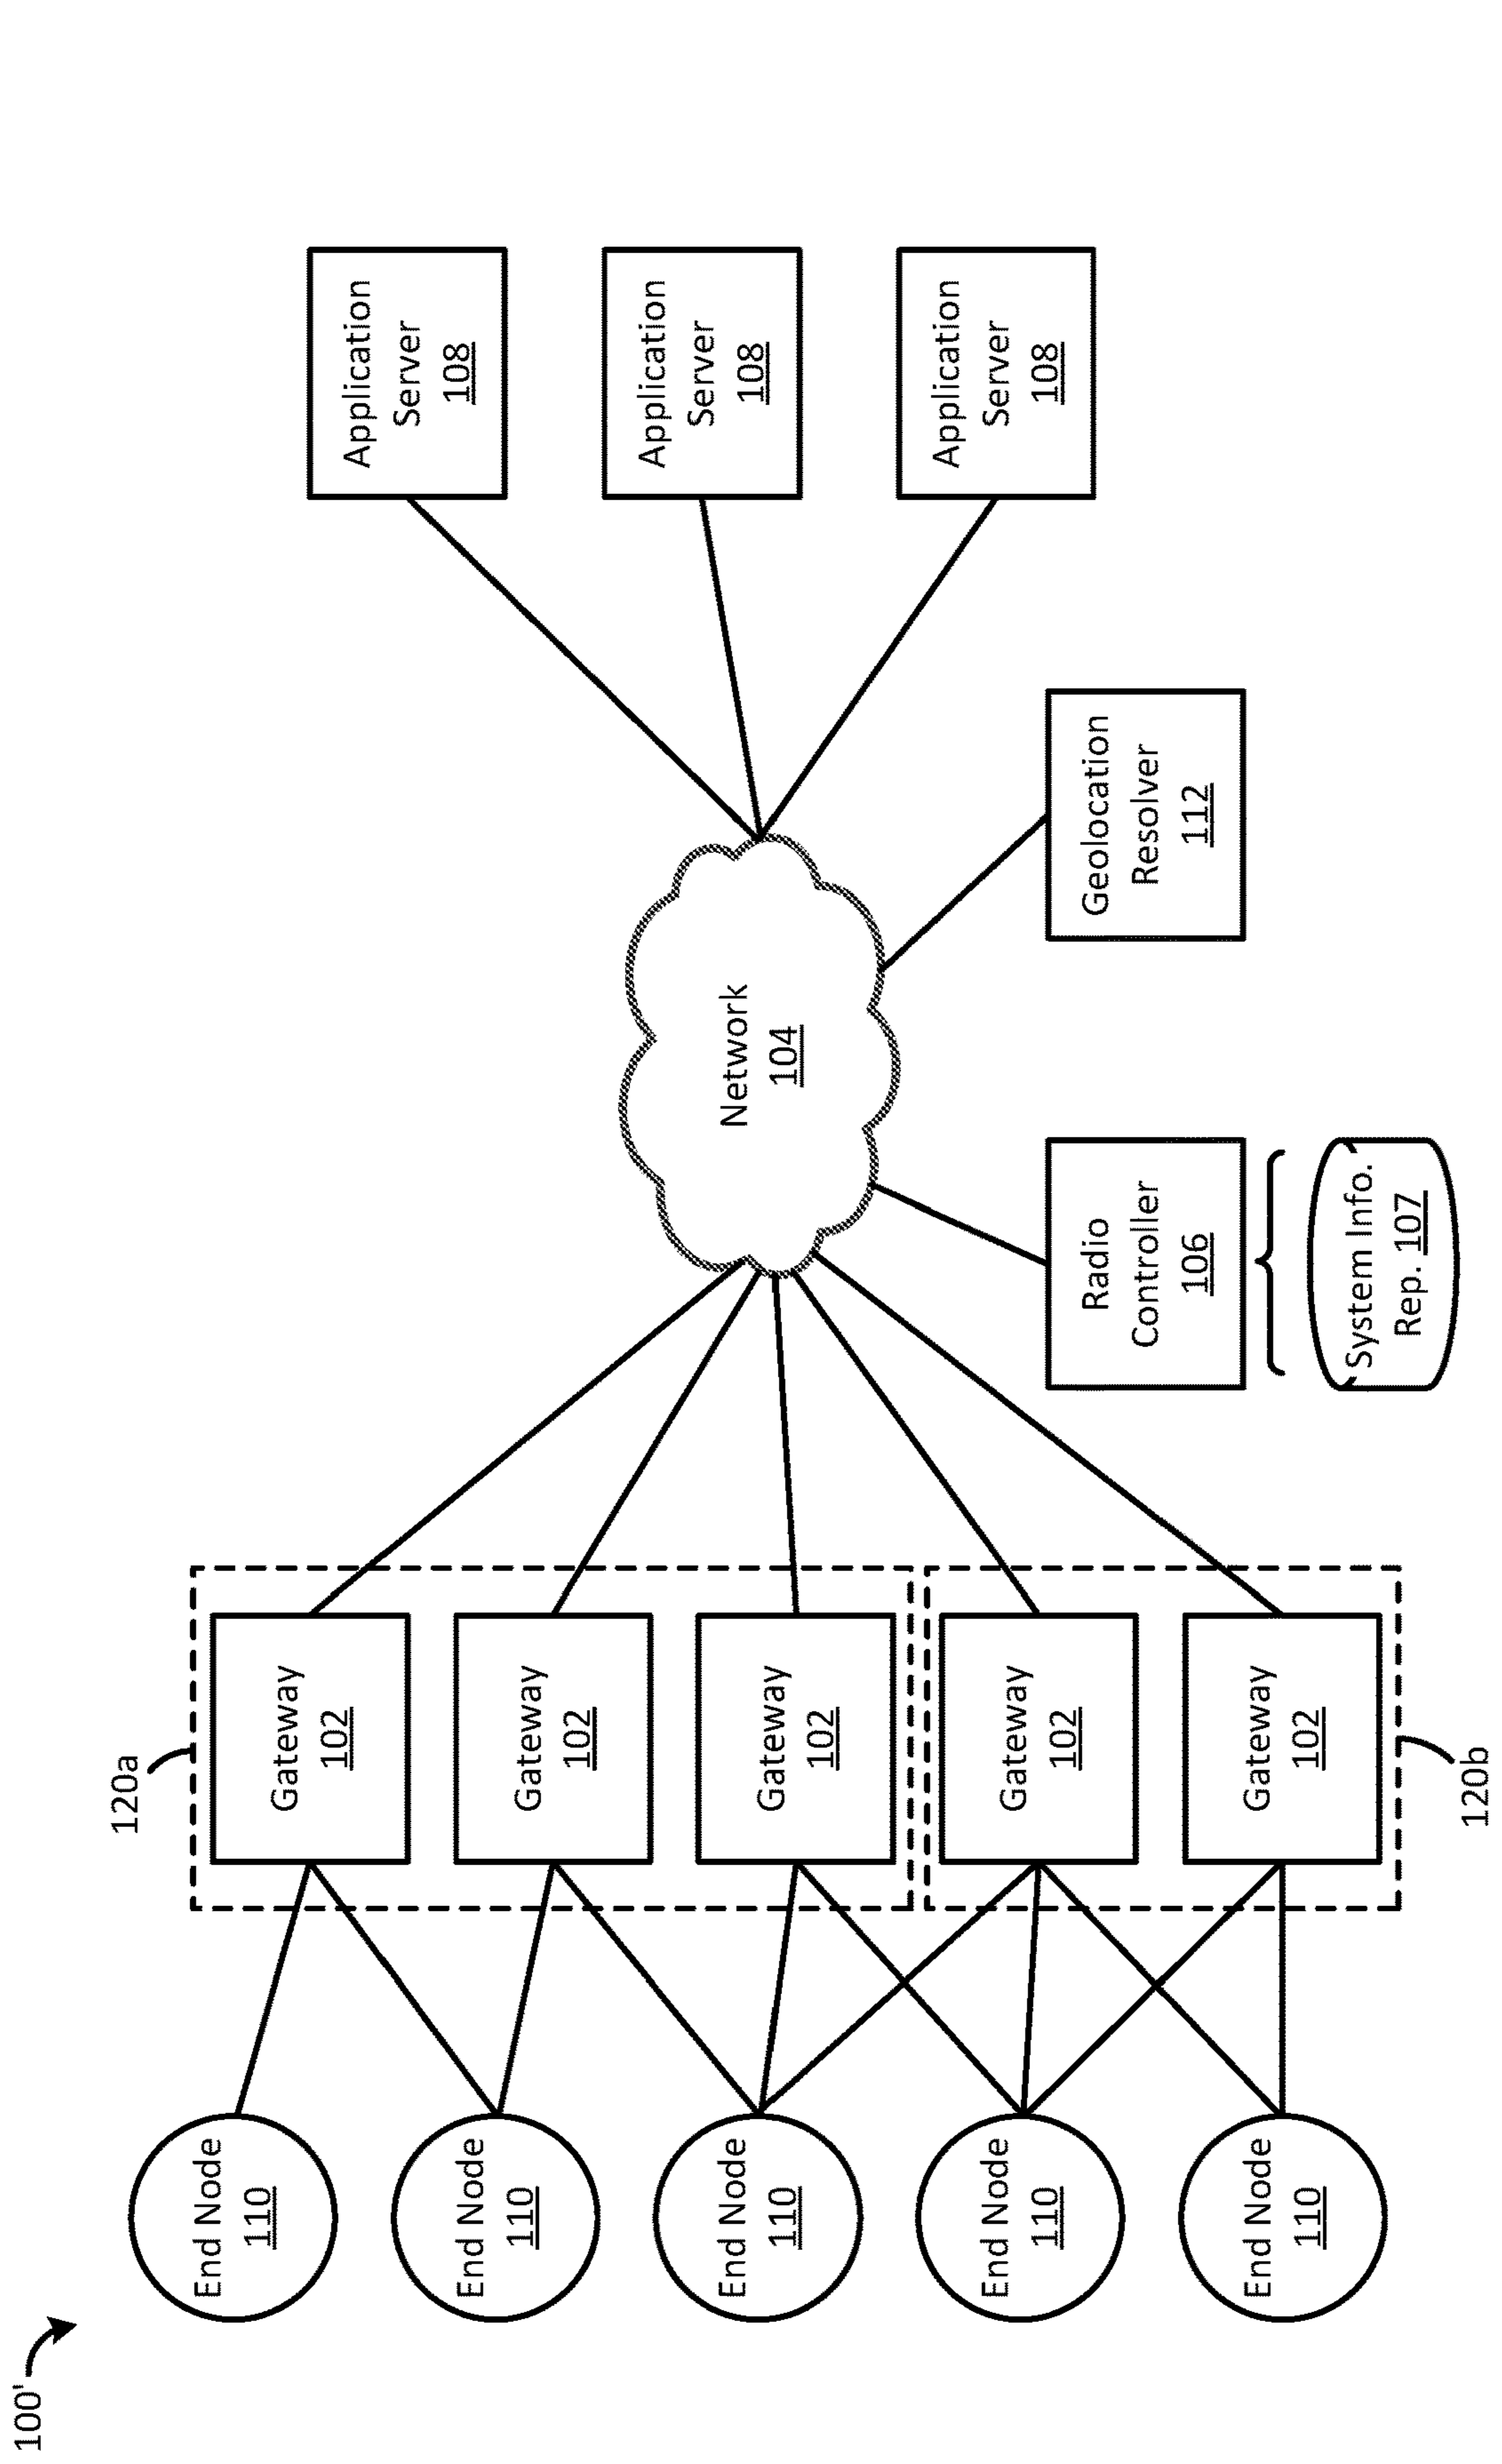 100'
120a
End Node
110
End Node
110
End Node
110
End Node
110
End Node
110
Gateway
102
Gateway
102
Gateway
102
Gateway
102
Gateway
102
120b
Network
104
Radio
Controller
106
System Info.
Rep. 107
Geolocation
Resolver
112
Application
Server
108
Application
Server
108
Application
Server
108